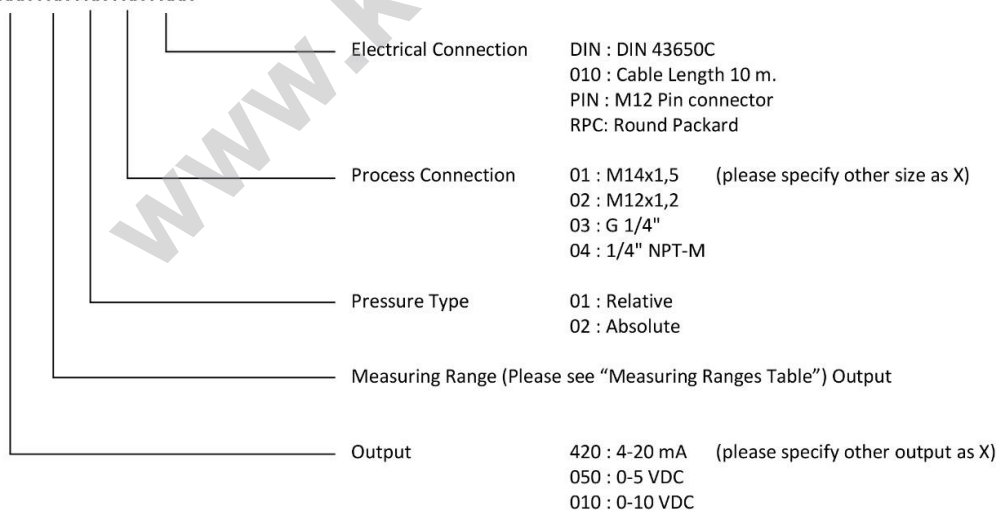 Electrical Connection DIN : DIN 43650C
010 : Cable Length 10 m.
PIN : M12 Pin connector
RPC: Round Packard
Process Connection 01 : M14x1,5 (please specify other size as X)
02 : M12x1,2
03 : G 1/4"
04 : 1/4" NPT-M
Pressure Type 01 : Relative
02 : Absolute
Measuring Range (Please see “Measuring Ranges Table”) Output
Output 420 : 4-20 mA (please specify other output as X)
050 : 0-5 VDC
010 : 0-10 VDC
www.k